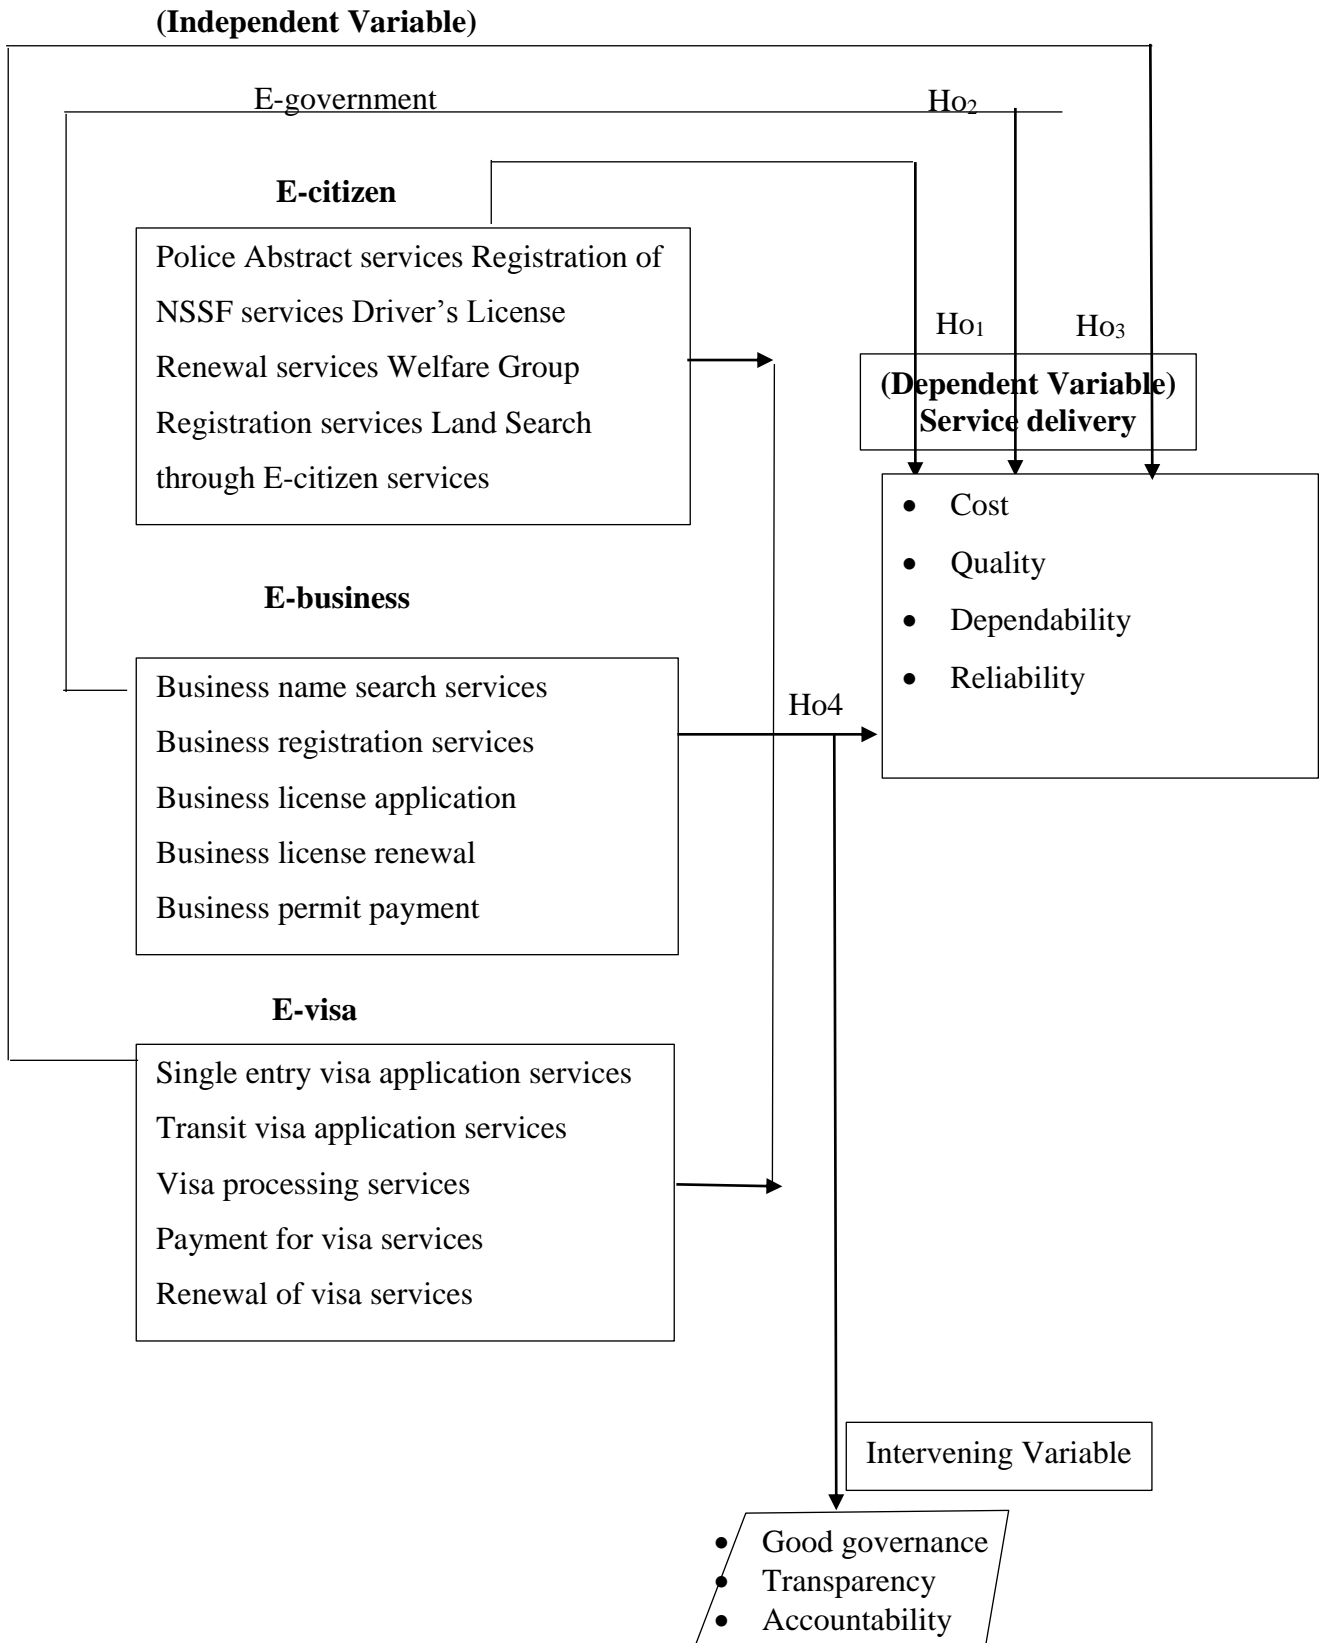 (Independent Variable)
E-government
Ho2
E-citizen
Police Abstract services Registration of
NSSF services Driver’s License
Renewal services Welfare Group
Registration services Land Search
through E-citizen services
Ho1
Ho3
(Dependent Variable)
Service delivery
• Cost
• Quality
• Dependability
• Reliability
E-business
Business name search services
Business registration services
Business license application
Business license renewal
Business permit payment
Ho4
E-visa
Single entry visa application services
Transit visa application services
Visa processing services
Payment for visa services
Renewal of visa services
Intervening Variable
• Good governance
• Transparency
• Accountability